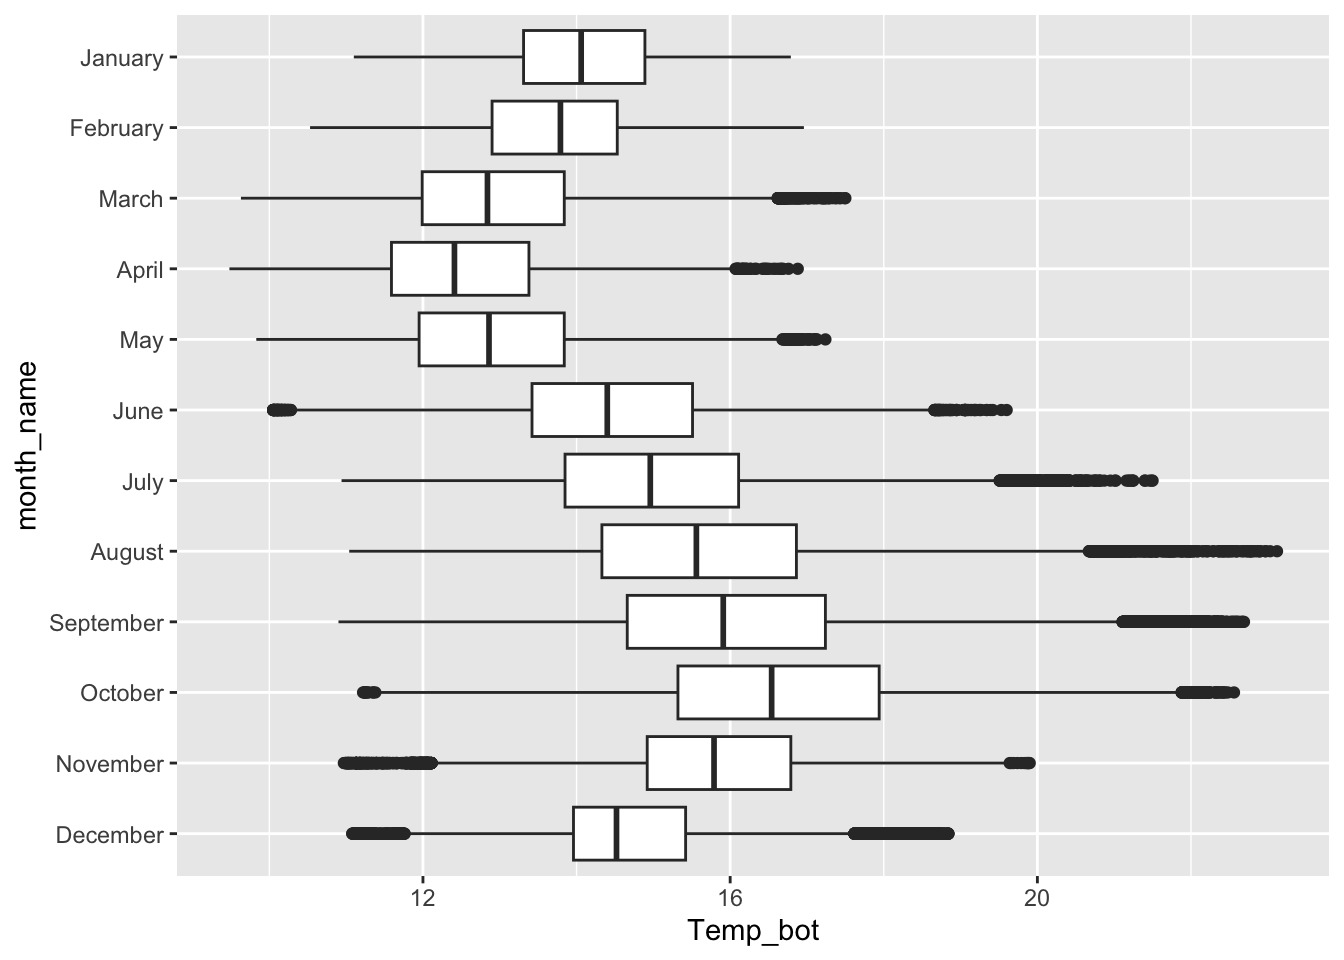 January
February
March
April
May
June
July
August
September
October
November
December
month_name
12 16 20
Temp_bot